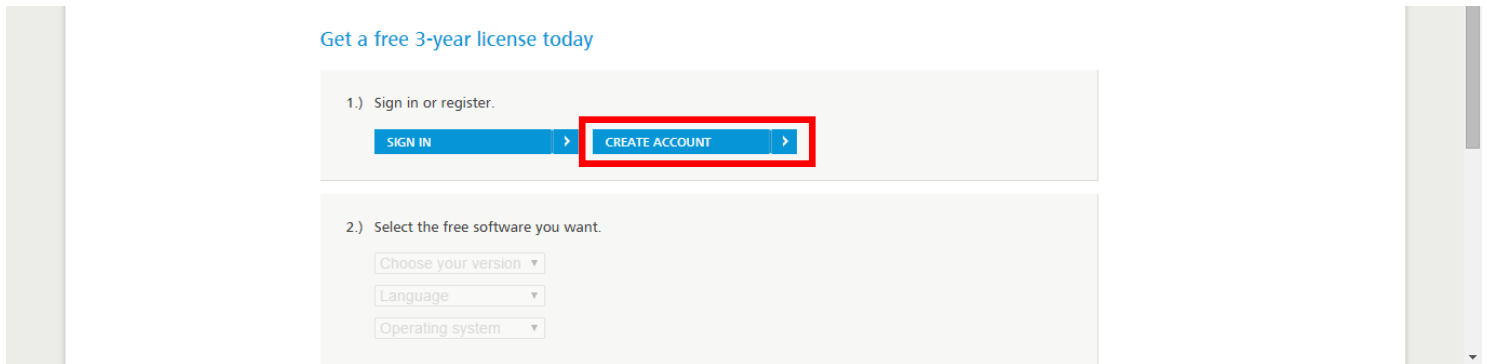 Get a free 3-year license today
1.) Sign in or register.
SIGN IN > CREATE ACCOUNT >
2.) Select the free software you want.
Choose your version ▼
Language ▼
Operating system ▼